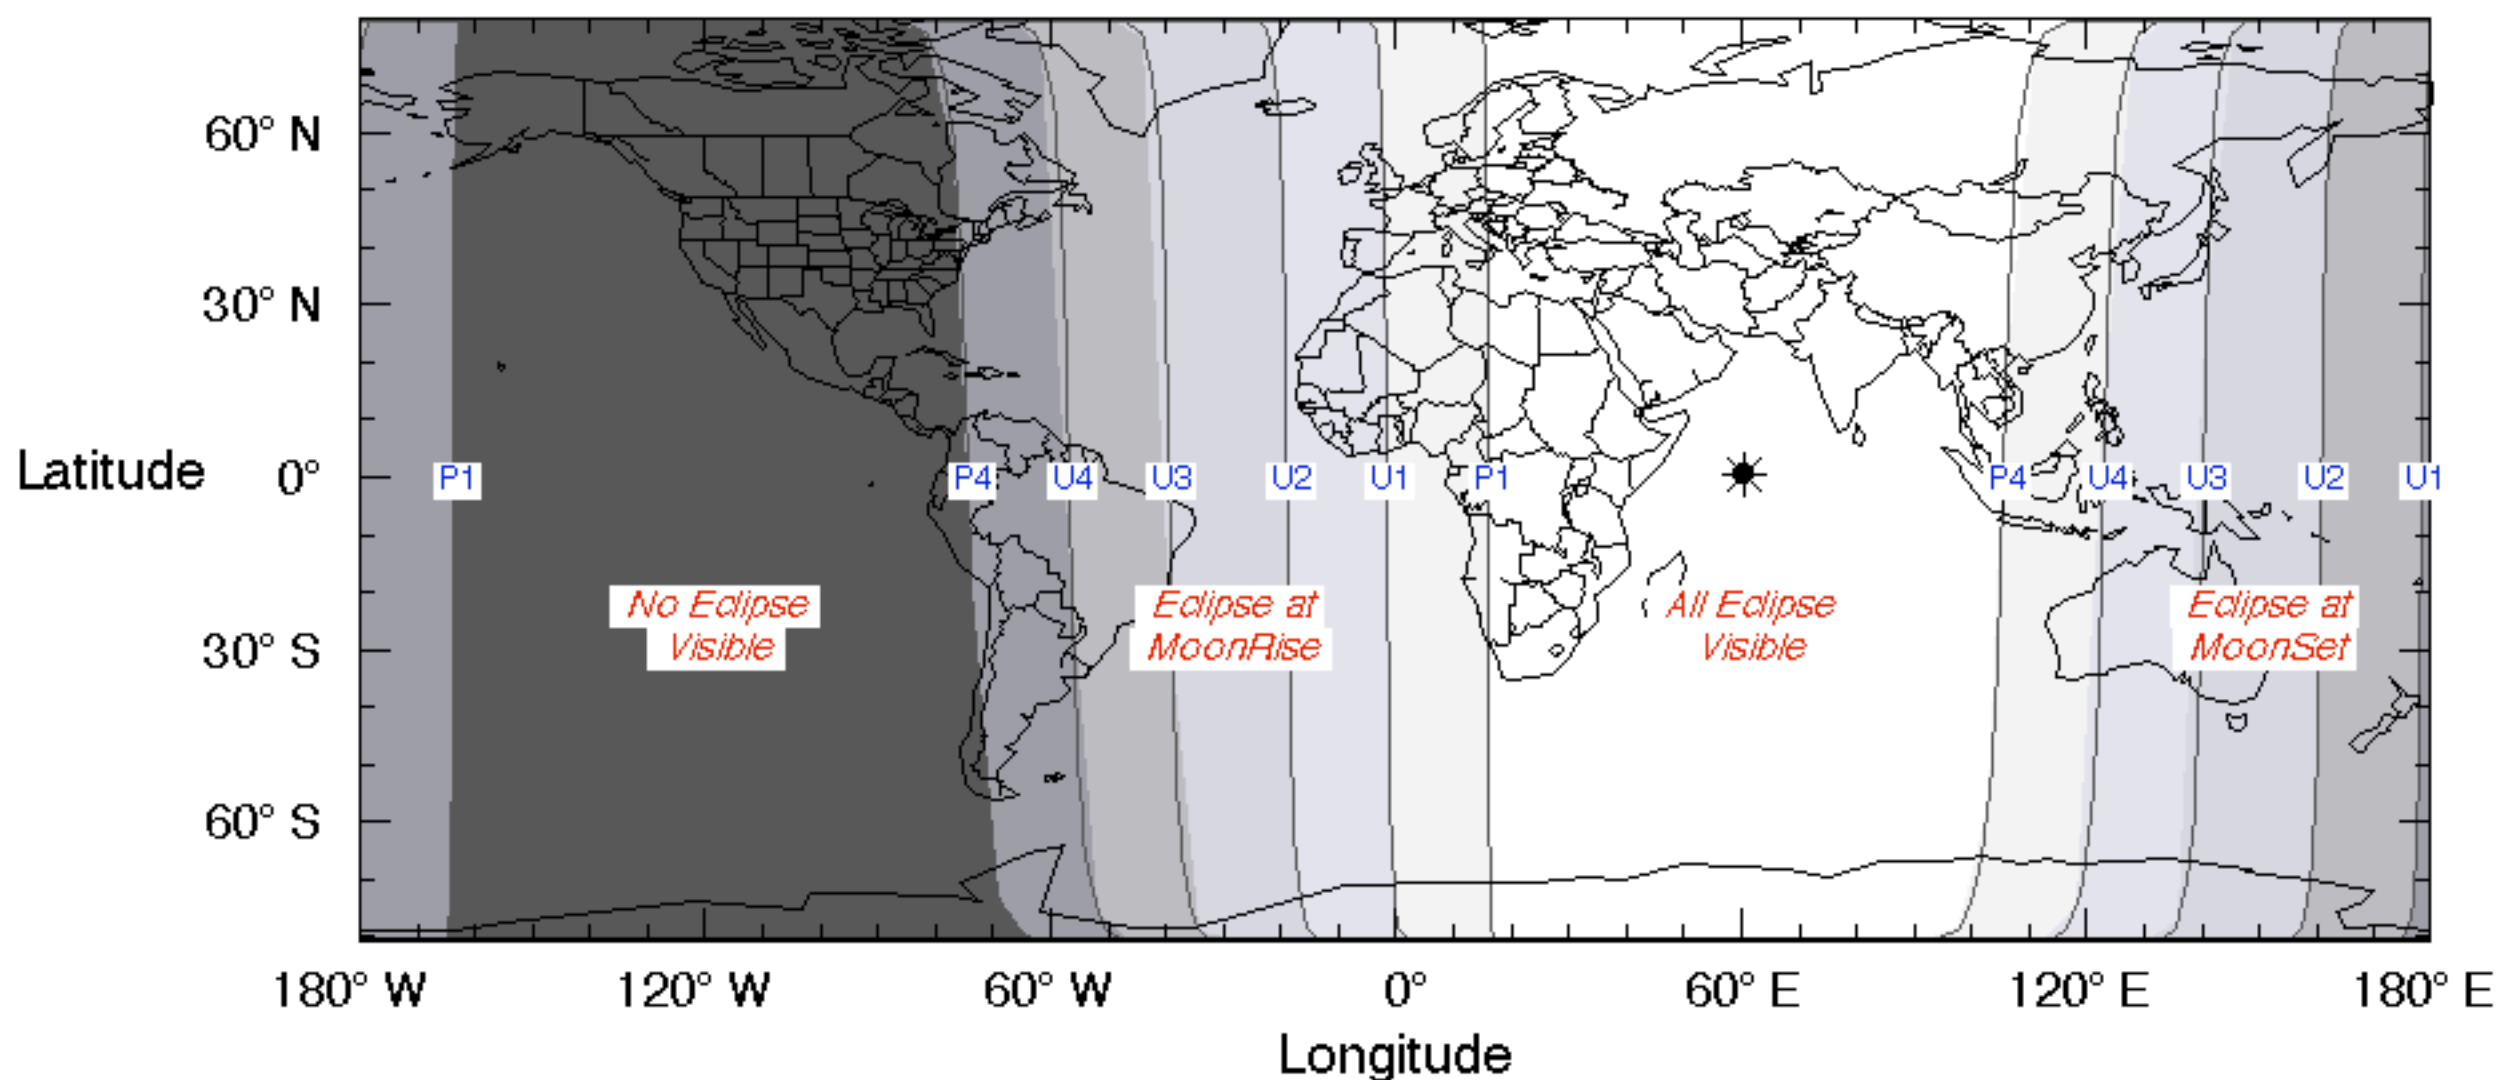 60° N
30° N
Latitude 0°
P1 P4 U4 U3 U2 U1 P1 P4 U4 U3 U2 U1
No Eclipse
Visible
Eclipse at
MoonRise
All Eclipse
Visible
Eclipse at
MoonSet
30° S
60° S
180° W 120° W 60° W 0° 60° E 120° E 180° E
Longitude